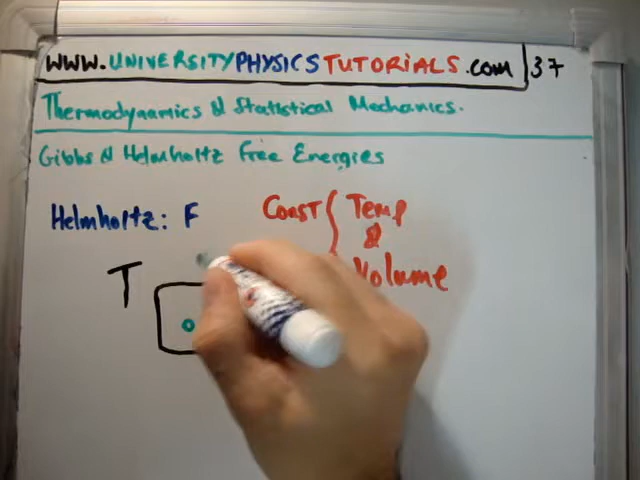 WWW.UNIVERSITYPHYSICSTUTORIALS.com 37
Thermodynamics & Statistical Mechanics.
Gibbs & Helmholtz Free Energies
Helmholtz: F
Const { Temp
&
Volume
T